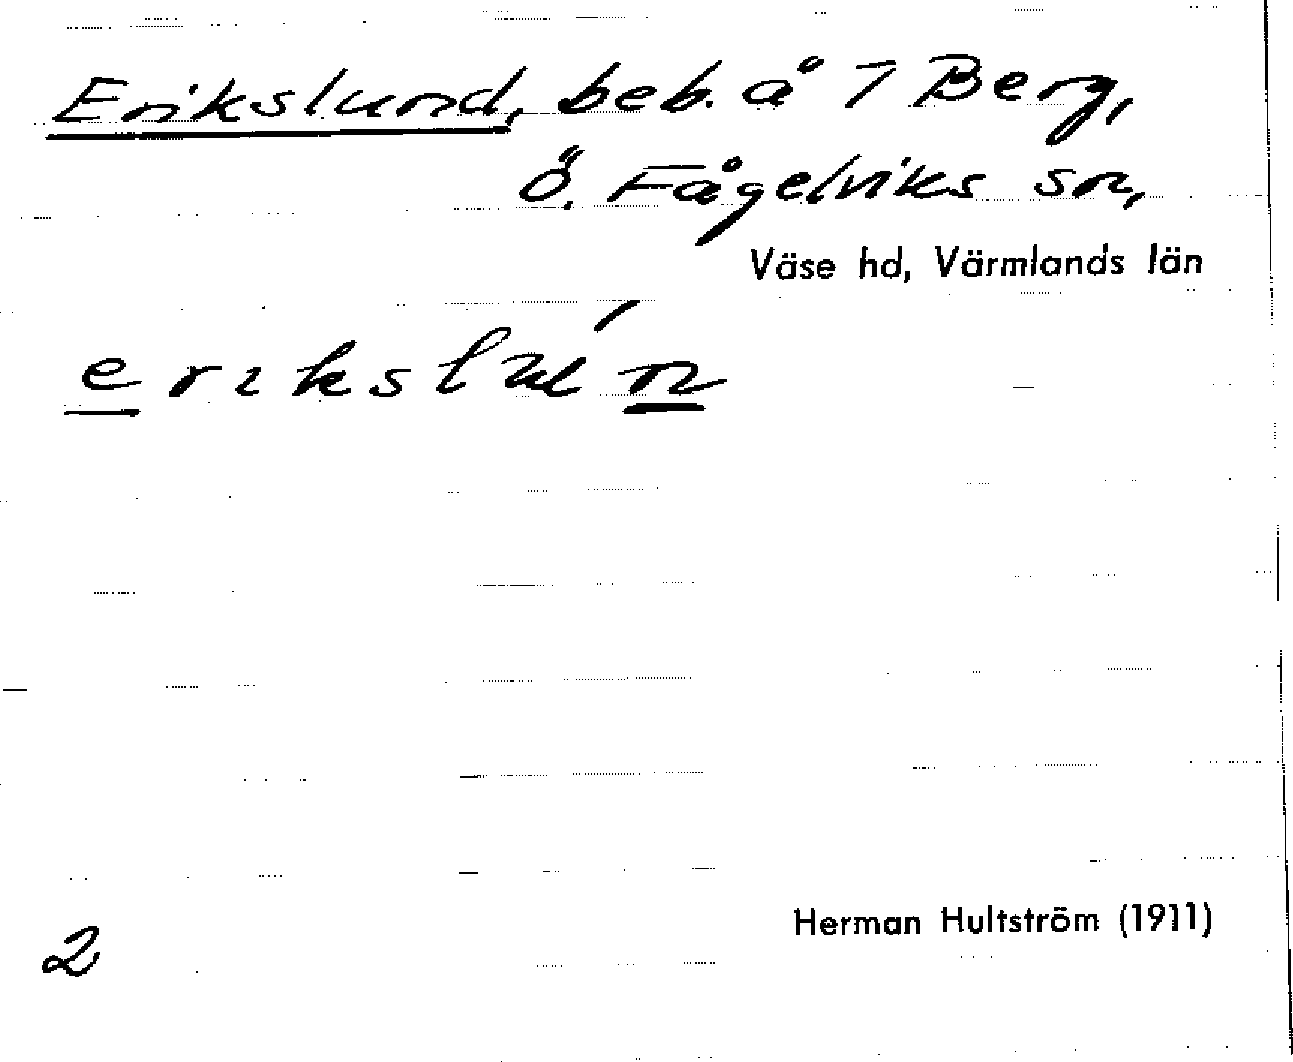 Erikslund, beb. å 7 Berg,
Ö. Fågelviks sn,
Väse hd, Värmlands län
erikslún
2
Herman Hultström (1911)